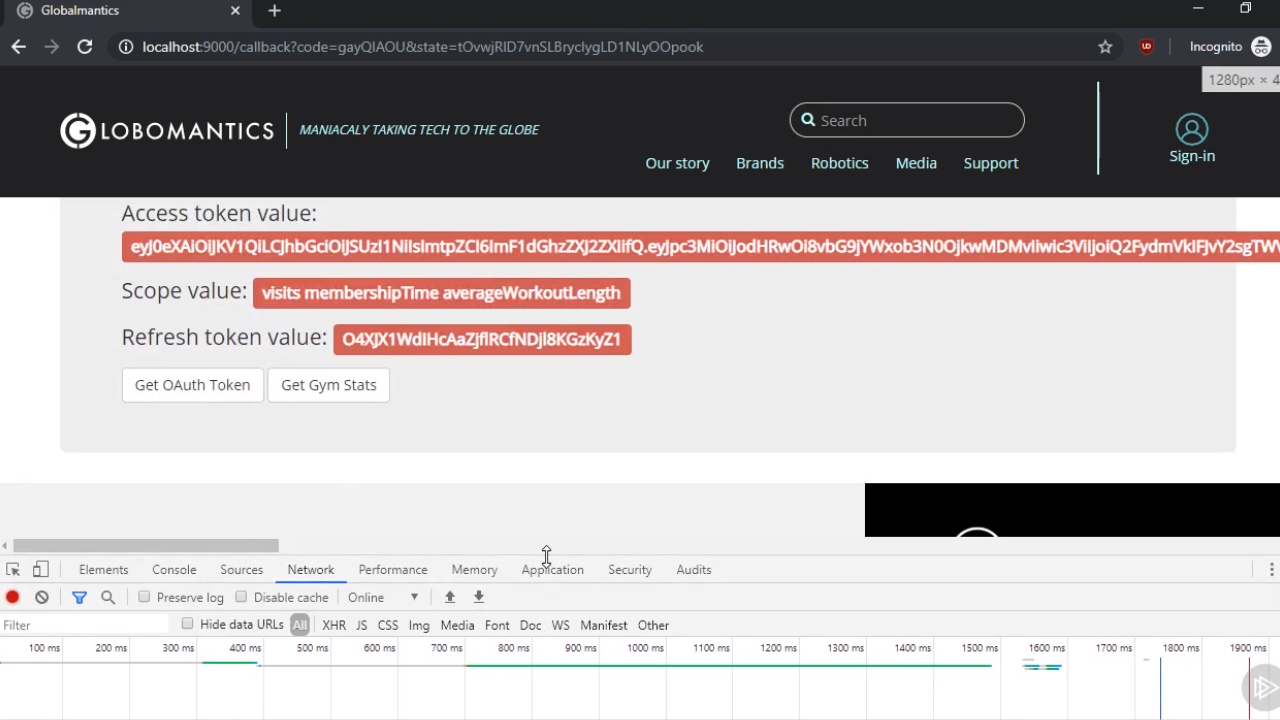 Globalmantics
localhost:9000/callback?code=gayQIAOU&state=tOvwjRID7vnSLBryclygLD1NLyOOpook
UD
Incognito
1280px × 4
GLOBOMANTICS
MANIACALY TAKING TECH TO THE GLOBE
Search
Sign-in
Our story Brands Robotics Media Support
Access token value:
Scope value: visits membershipTime averageWorkoutLength
Refresh token value: O4XJX1WdIHcAaZjflRCfNDjl8KGzKyZ1
Get OAuth Token Get Gym Stats
Elements Console Sources Network Performance Memory Application Security Audits
Preserve log Disable cache Online
Filter Hide data URLs All XHR JS CSS Img Media Font Doc WS Manifest Other
100 ms 200 ms 300 ms 400 ms 500 ms 600 ms 700 ms 800 ms 900 ms 1000 ms 1100 ms 1200 ms 1300 ms 1400 ms 1500 ms 1600 ms 1700 ms 1800 ms 1900 ms